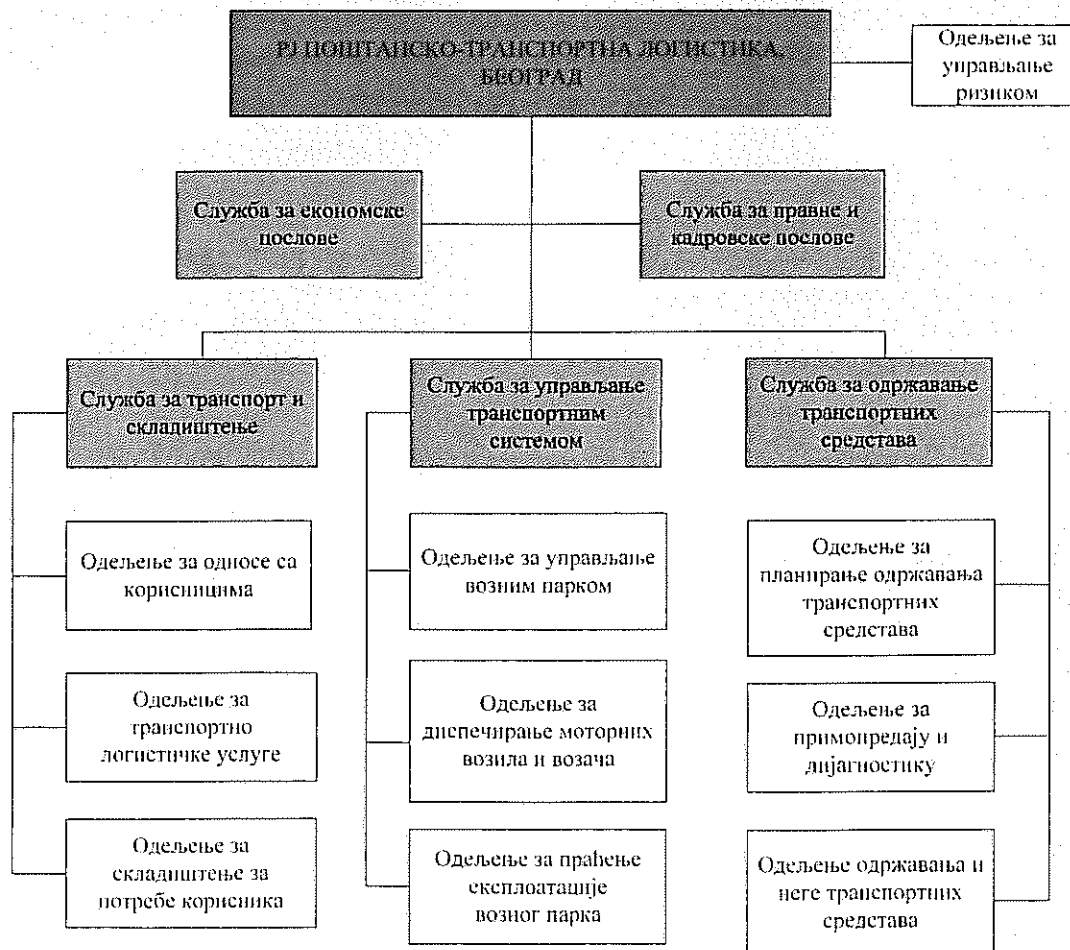 РЈ ПОШТАНСКО-ТРАНСПОРТНА ЛОГИСТИКА,
БЕОГРАД
Одељење за
управљање
ризиком
Служба за економске
послове
Служба за правне и
кадровске послове
Служба за транспорт и
складиштење
Служба за управљање
транспортним
системом
Служба за одржавање
транспортних
средстава
Одељење за односе са
корисницима
Одељење за управљање
возним парком
Одељење за
планирање одржавања
транспортних
средстава
Одељење за
транспортно
логистичке услуге
Одељење за
диспечирање моторних
возила и возача
Одељење за
примопредају и
дијагностику
Одељење за
складиштење за
потребе корисника
Одељење за праћење
експлоатације
возног парка
Одељење одржавања и
неге транспортних
средстава